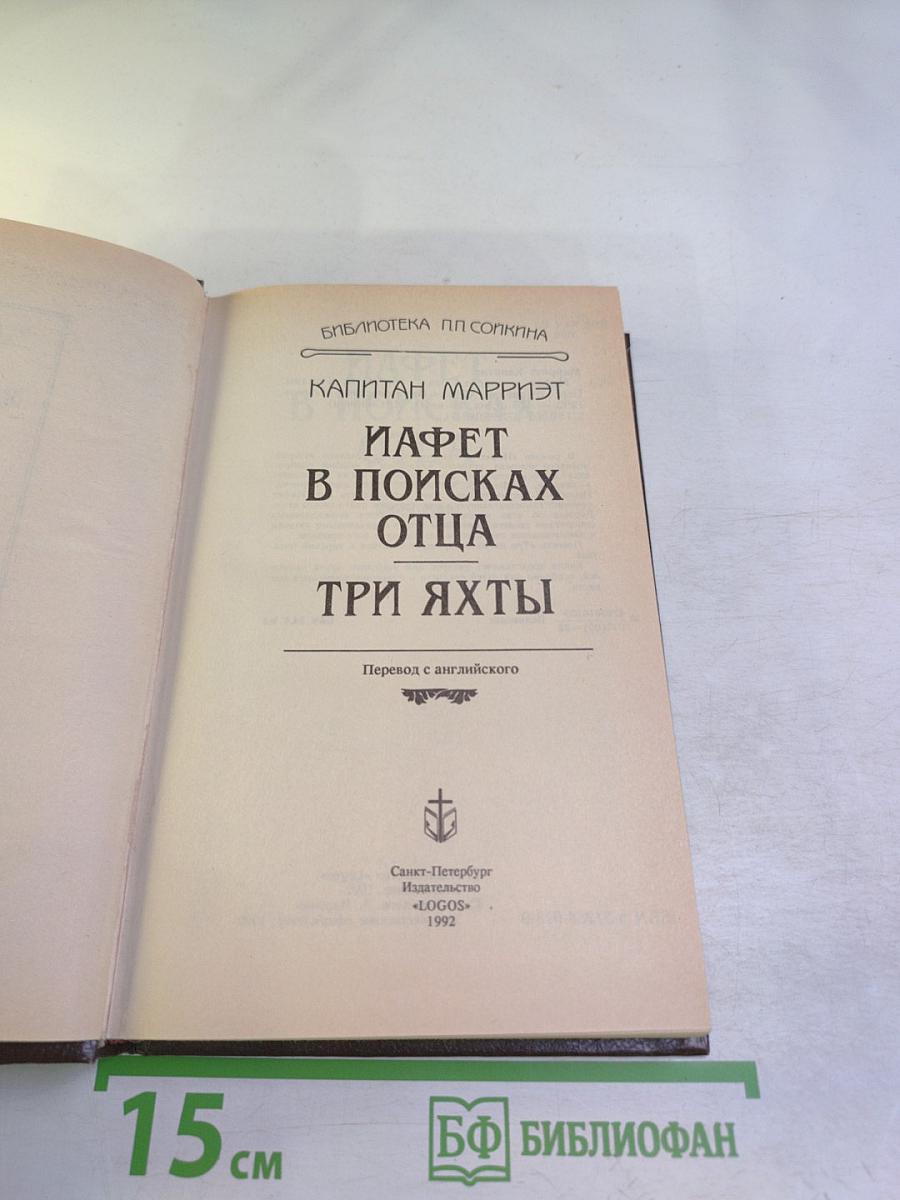 БИБЛИОТЕКА П.П. СОЙКИНА
КАПИТАН МАРРИЭТ
ИАФЕТ
В ПОИСКАХ
ОТЦА
ТРИ ЯХТЫ
Перевод с английского
Санкт-Петербург
Издательство
«LOGOS»
1992
15 см
БФ БИБЛИОФАН